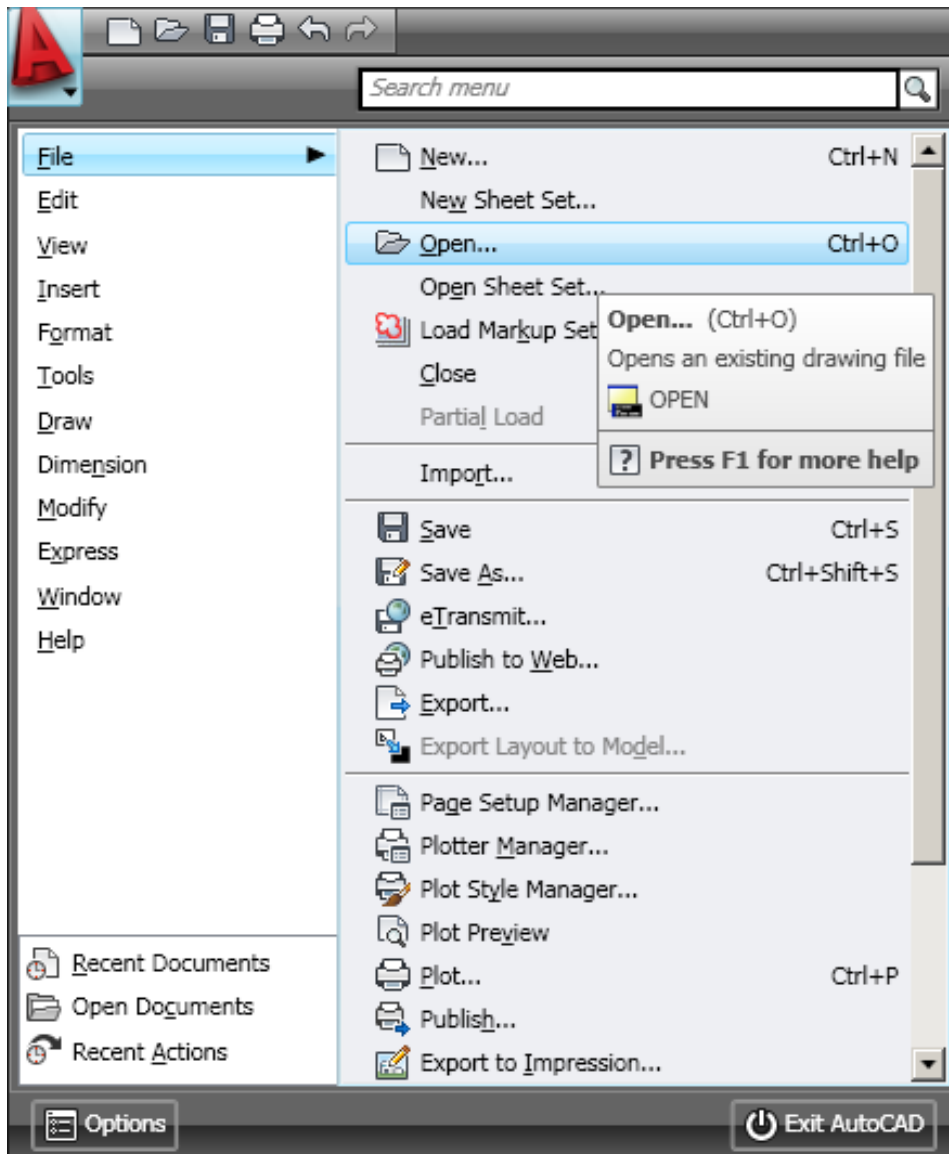 Search menu
File
Edit
View
Insert
Format
Tools
Draw
Dimension
Modify
Express
Window
Help
Recent Documents
Open Documents
Recent Actions
New... Ctrl+N
New Sheet Set...
Open... Ctrl+O
Open Sheet Set...
Load Markup Set
Close
Partial Load
Import...
Open... (Ctrl+O)
Opens an existing drawing file
OPEN
? Press F1 for more help
Save Ctrl+S
Save As... Ctrl+Shift+S
eTransmit...
Publish to Web...
Export...
Export Layout to Model...
Page Setup Manager...
Plotter Manager...
Plot Style Manager...
Plot Preview
Plot... Ctrl+P
Publish...
Export to Impression...
Options
Exit AutoCAD